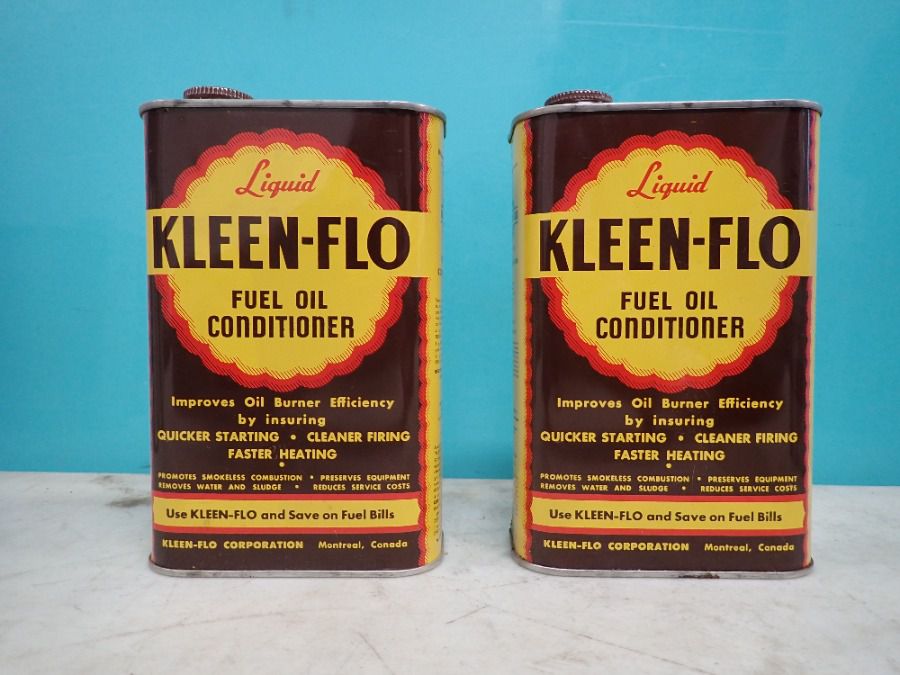 Liquid
KLEEN-FLO
FUEL OIL
CONDITIONER
Improves Oil Burner Efficiency
by insuring
QUICKER STARTING • CLEANER FIRING
FASTER HEATING
•
PROMOTES SMOKELESS COMBUSTION • PRESERVES EQUIPMENT
REMOVES WATER AND SLUDGE • REDUCES SERVICE COSTS
Use KLEEN-FLO and Save on Fuel Bills
KLEEN-FLO CORPORATION Montreal, Canada
Liquid
KLEEN-FLO
FUEL OIL
CONDITIONER
Improves Oil Burner Efficiency
by insuring
QUICKER STARTING • CLEANER FIRING
FASTER HEATING
•
PROMOTES SMOKELESS COMBUSTION • PRESERVES EQUIPMENT
REMOVES WATER AND SLUDGE • REDUCES SERVICE COSTS
Use KLEEN-FLO and Save on Fuel Bills
KLEEN-FLO CORPORATION Montreal, Canada